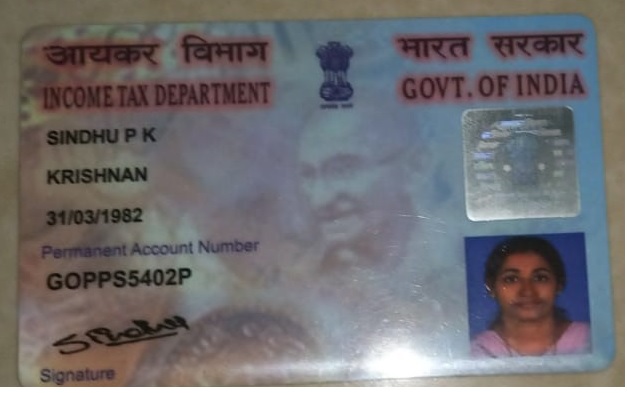 आयकर विभाग
INCOME TAX DEPARTMENT
भारत सरकार
GOVT. OF INDIA
SINDHU P K
KRISHNAN
31/03/1982
Permanent Account Number
GOPPS5402P
Sindhu
Signature